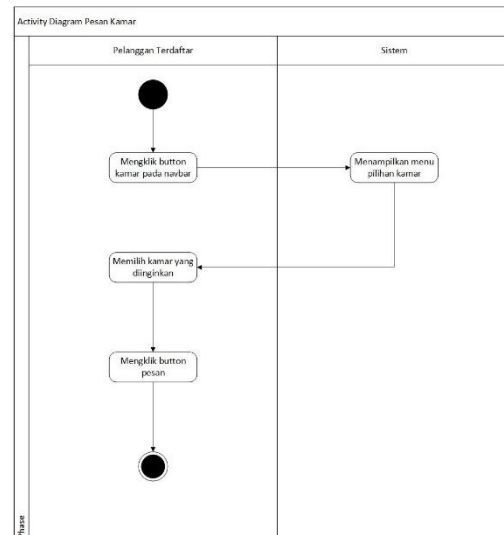 Activity Diagram Pesan Kamar
Pelanggan Terdaftar
Sistem
Mengklik button
kamar pada navbar
Menampilkan menu
pilihan kamar
Memilih kamar yang
diinginkan
Mengklik button
pesan
Phase